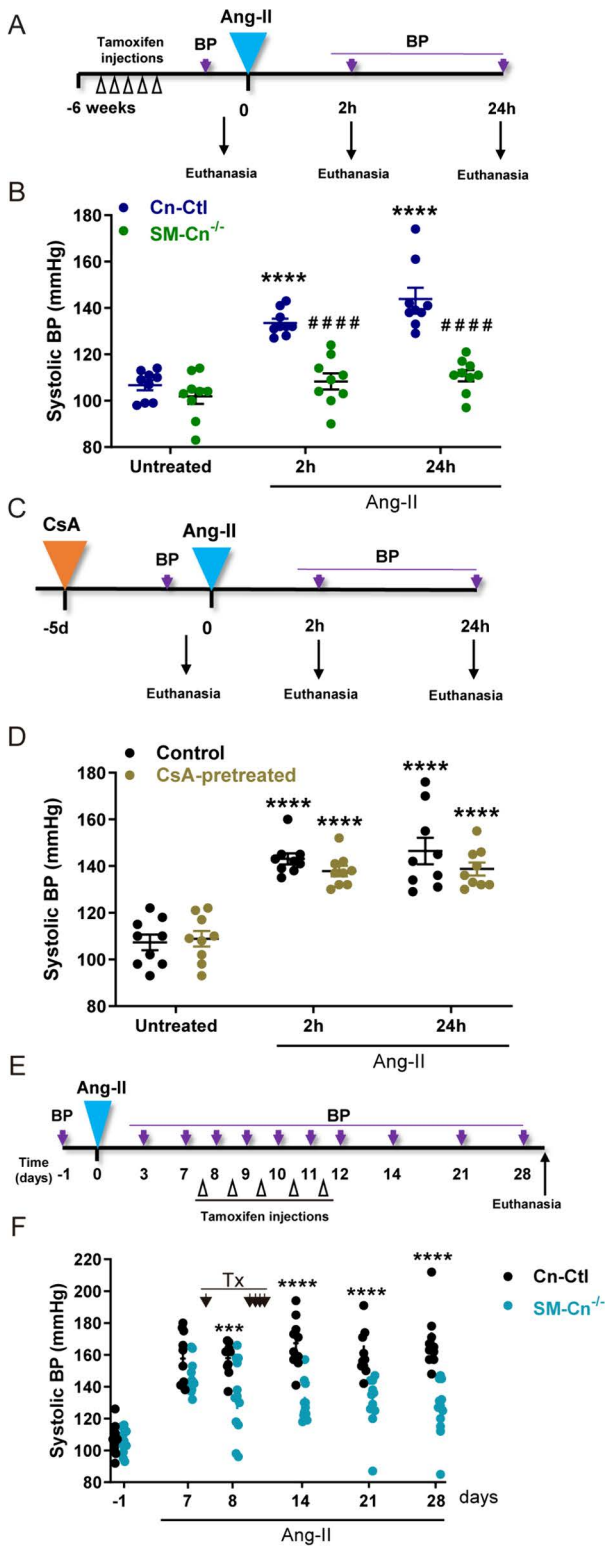 A
Ang-II
Tamoxifen
injections
BP
BP
-6 weeks
0
2h
24h
Euthanasia
Euthanasia
Euthanasia
B
Cn-Ctl
SM-Cn-/-
Systolic BP (mmHg)
180
160
140
120
100
80
****
####
****
####
Untreated
2h
24h
Ang-II
C
CsA
Ang-II
BP
BP
-5d
0
2h
24h
Euthanasia
Euthanasia
Euthanasia
D
Control
CsA-pretreated
Systolic BP (mmHg)
180
160
140
120
100
80
****
****
****
****
Untreated
2h
24h
Ang-II
E
Ang-II
BP
BP
Time
(days)
-1
0
3
7
8
9
10
11
12
14
21
28
Tamoxifen injections
Euthanasia
F
Systolic BP (mmHg)
220
200
180
160
140
120
100
80
Tx
***
****
****
****
Cn-Ctl
SM-Cn-/-
-1
7
8
14
21
28
days
Ang-II